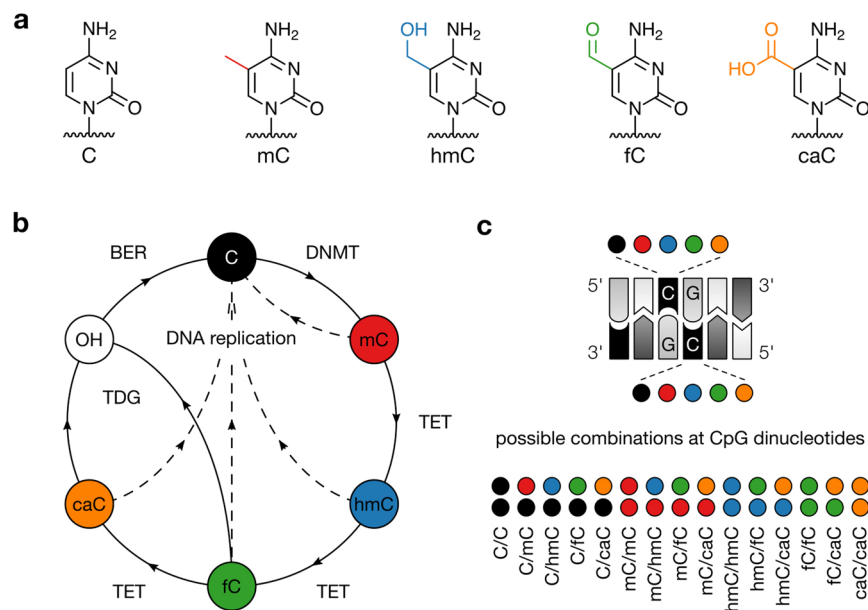 a
NH₂ NH₂ OH NH₂ O NH₂ O NH₂
N N N N HO N
N O N O N O N O N O
C mC hmC fC caC
b
BER C DNMT
OH DNA replication mC
TDG
TET
caC hmC
TET fC TET
c
5' C G 3'
3' G C 5'
possible combinations at CpG dinucleotides
C/C
C/mC
C/hmC
C/fC
C/caC
mC/mC
mC/hmC
mC/fC
mC/caC
hmC/hmC
hmC/fC
hmC/caC
fC/fC
fC/caC
caC/caC